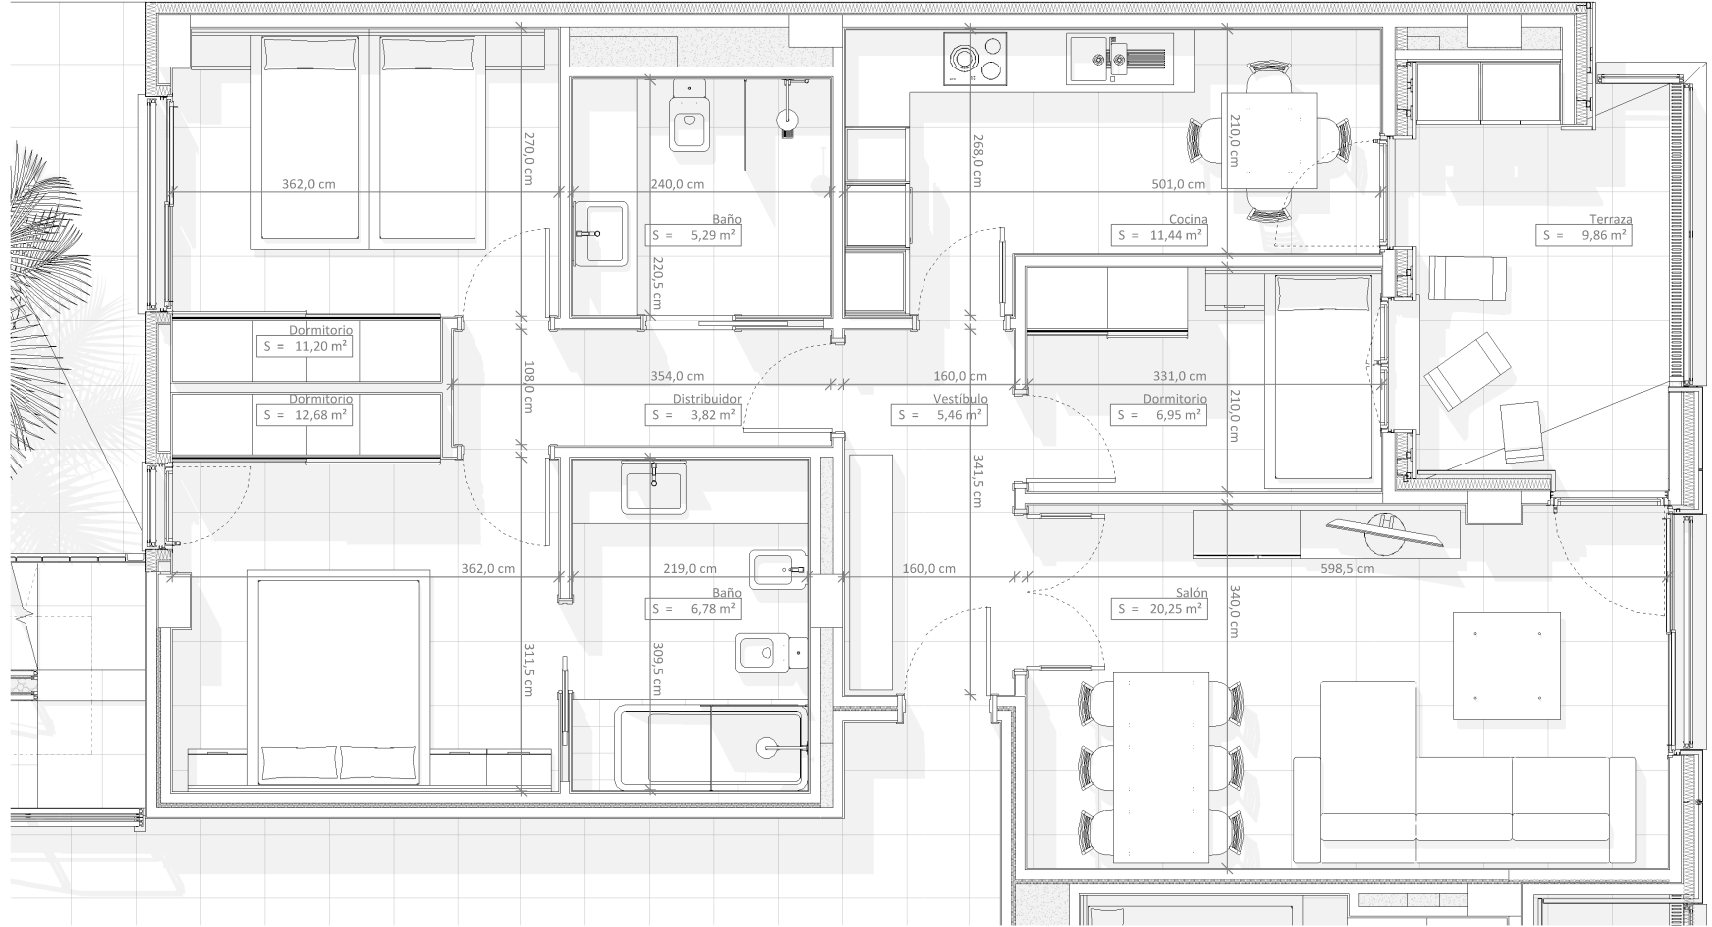 270,0 cm
268,0 cm
210,0 cm
362,0 cm
240,0 cm
501,0 cm
Baño
S = 5,29 m²
Cocina
S = 11,44 m²
Terraza
S = 9,86 m²
220,5 cm
Dormitorio
S = 11,20 m²
108,0 cm
354,0 cm
160,0 cm
331,0 cm
Dormitorio
S = 12,68 m²
Distribuidor
S = 3,82 m²
Vestíbulo
S = 5,46 m²
Dormitorio
S = 6,95 m²
210,0 cm
341,5 cm
362,0 cm
219,0 cm
160,0 cm
598,5 cm
Baño
S = 6,78 m²
Salón
S = 20,25 m²
340,0 cm
311,5 cm
309,5 cm